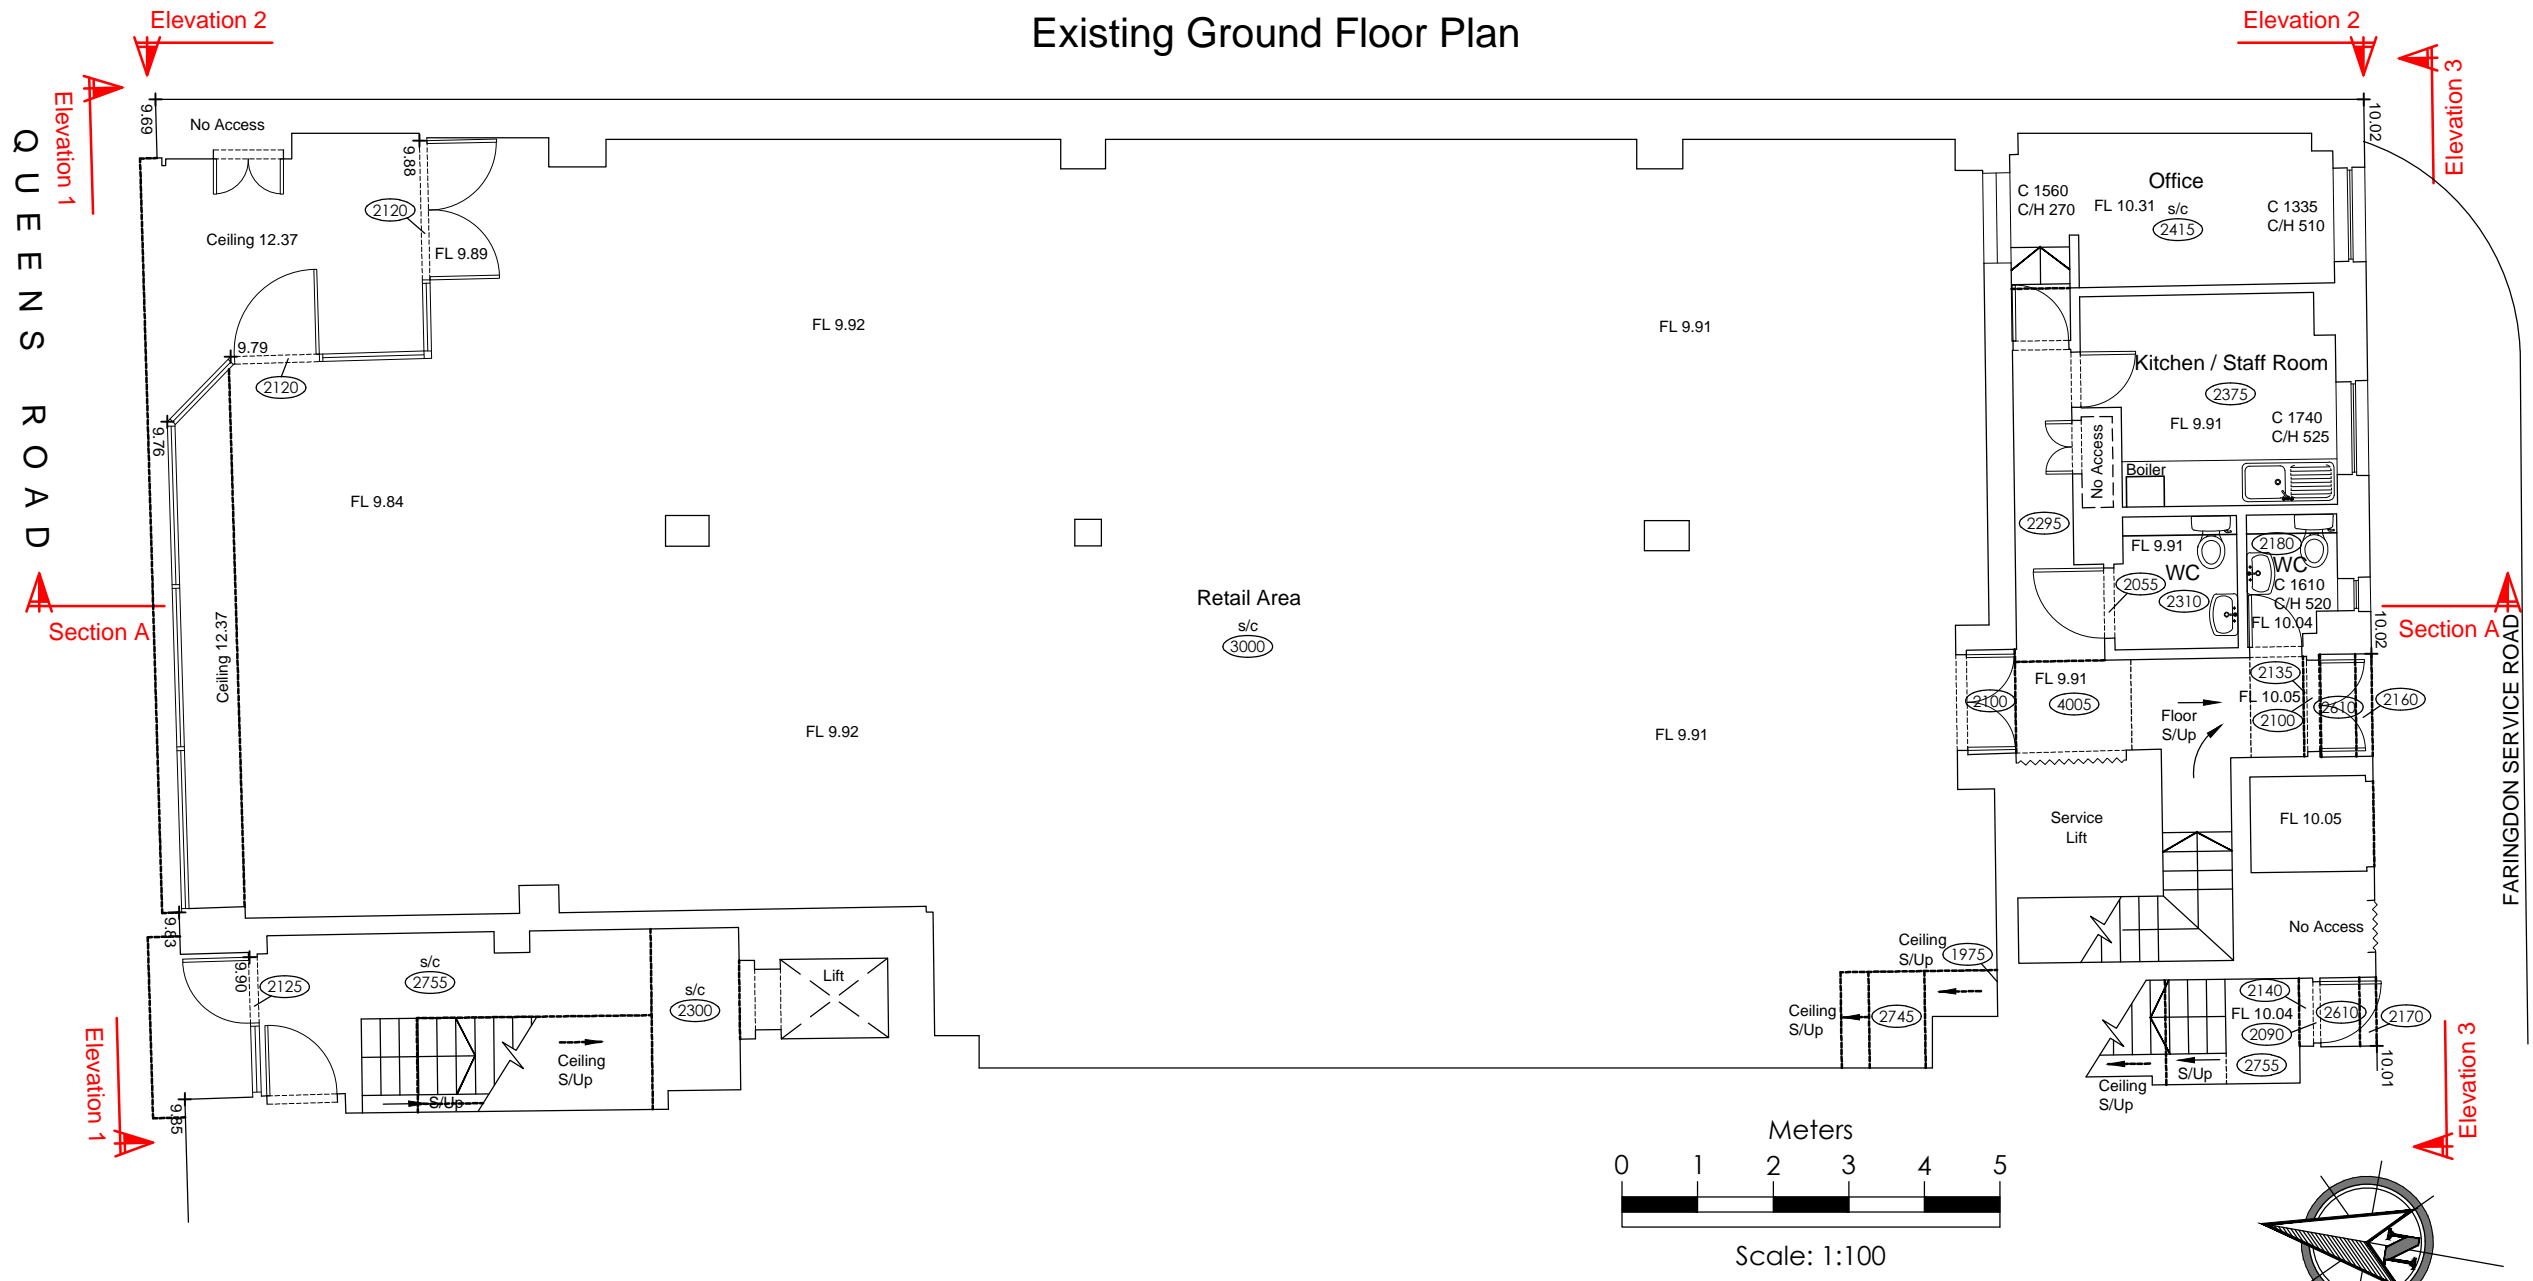 Existing Ground Floor Plan
Elevation 2
Elevation 2
Elevation 1
Elevation 3
QUEENS ROAD
9.69
No Access
9.88
10.02
2120
Ceiling 12.37
FL 9.89
C 1560
C/H 270
Office
FL 10.31
s/c
2415
C 1335
C/H 510
9.79
2120
FL 9.92
FL 9.91
Kitchen / Staff Room
2375
FL 9.91
C 1740
C/H 525
9.76
No Access
Boiler
FL 9.84
2295
FL 9.91
WC
2055
2310
2180
WC
C 1610
C/H 520
FL 10.04
Section A
Section A
10.02
Retail Area
s/c
3000
Ceiling 12.37
FARINGDON SERVICE ROAD
2100
FL 9.91
4005
2135
FL 10.05
2100
2610
2160
Floor
S/Up
FL 9.92
FL 9.91
Service
Lift
FL 10.05
No Access
9.83
9.90
2125
s/c
2755
s/c
2300
Lift
Ceiling
S/Up
1975
Ceiling
S/Up
2745
2140
FL 10.04
2090
2610
2170
2755
S/Up
Ceiling
S/Up
10.01
Ceiling
S/Up
S/Up
9.85
Elevation 1
Elevation 3
Meters
0 1 2 3 4 5
Scale: 1:100
N